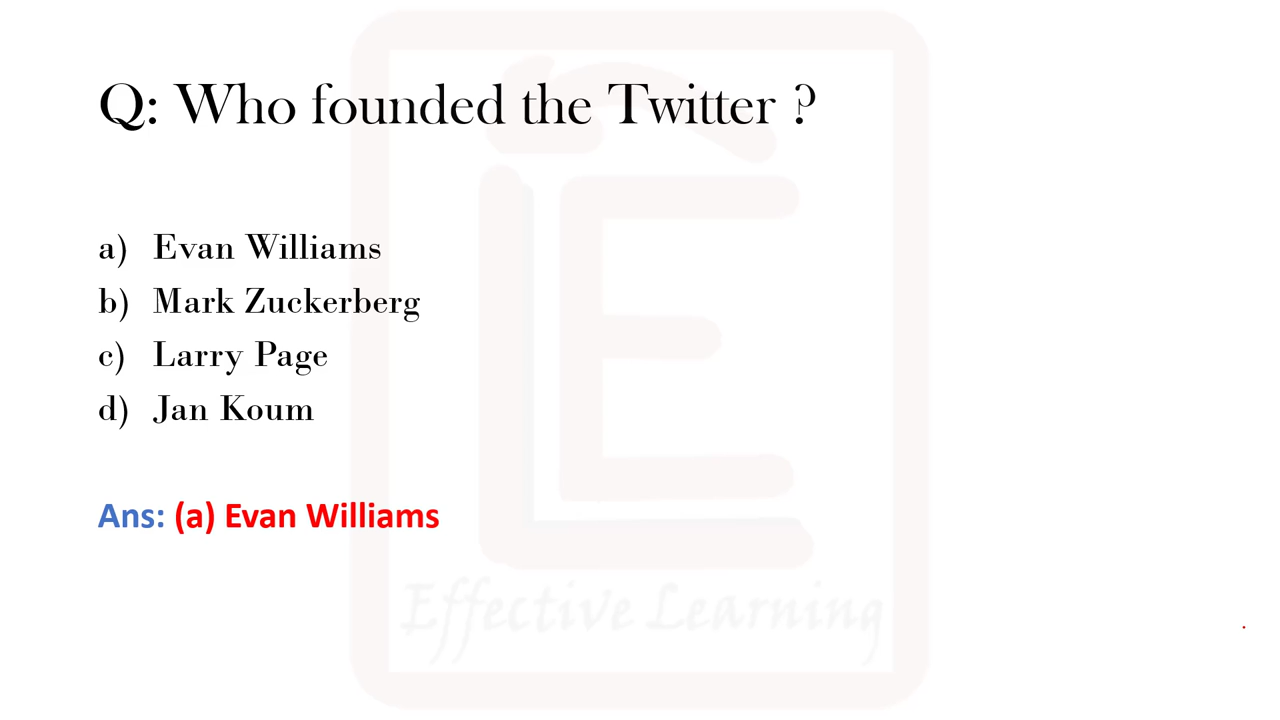 Q: Who founded the Twitter ?
a) Evan Williams
b) Mark Zuckerberg
c) Larry Page
d) Jan Koum
Ans: (a) Evan Williams
Effective Learning